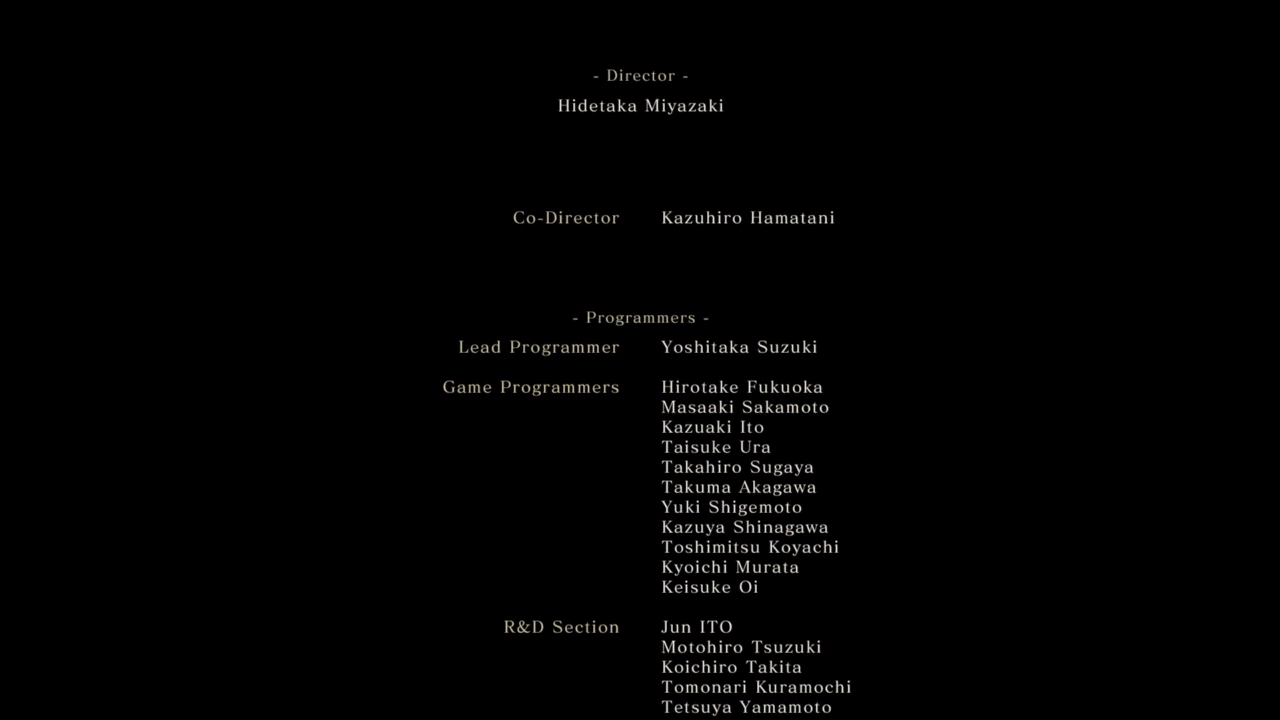 - Director -
Hidetaka Miyazaki
Co-Director Kazuhiro Hamatani
- Programmers -
Lead Programmer Yoshitaka Suzuki
Game Programmers Hirotake Fukuoka
Masaaki Sakamoto
Kazuaki Ito
Taisuke Ura
Takahiro Sugaya
Takuma Akagawa
Yuki Shigemoto
Kazuya Shinagawa
Toshimitsu Koyachi
Kyoichi Murata
Keisuke Oi
R&D Section Jun ITO
Motohiro Tsuzuki
Koichiro Takita
Tomonari Kuramochi
Tetsuya Yamamoto